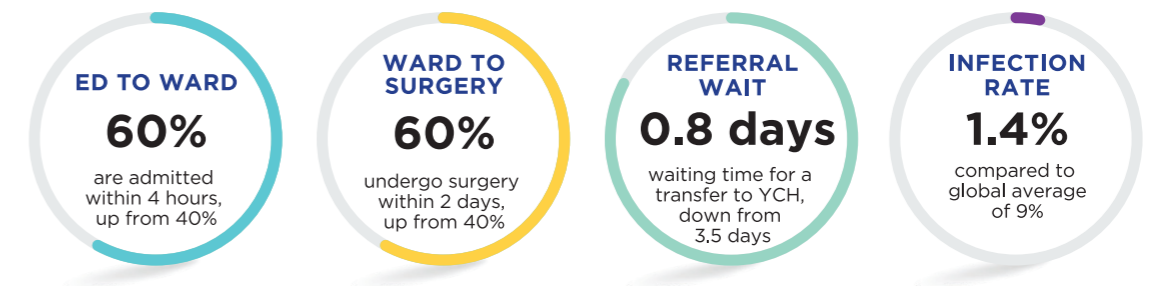 ED TO WARD
60%
are admitted
within 4 hours,
up from 40%
WARD TO
SURGERY
60%
undergo surgery
within 2 days,
up from 40%
REFERRAL
WAIT
0.8 days
waiting time for a
transfer to YCH,
down from
3.5 days
INFECTION
RATE
1.4%
compared to
global average
of 9%